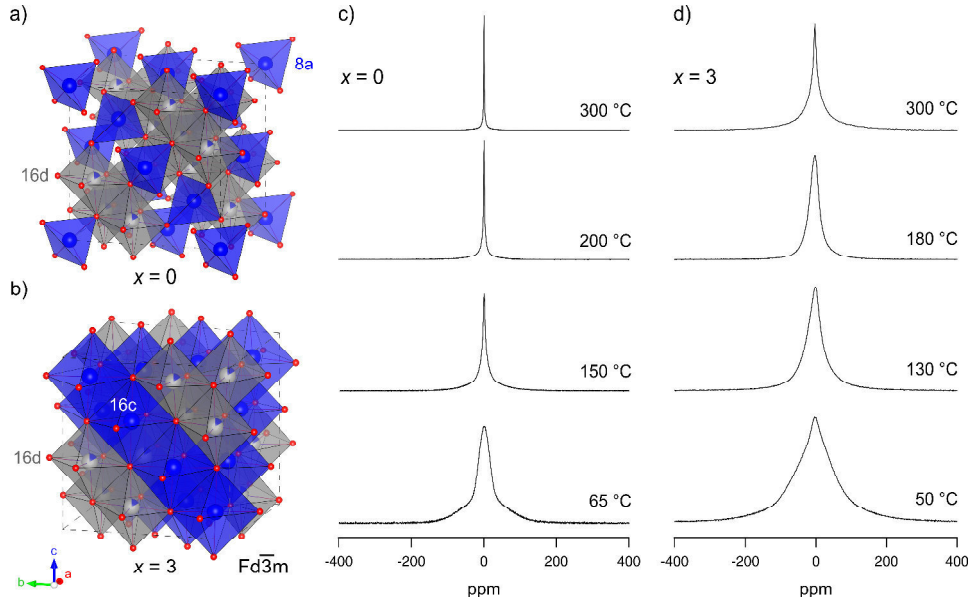 a)
8a
16d
x = 0
b)
16c
16d
x = 3
Fd3̅m
c
b
a
c)
x = 0
300 °C
200 °C
150 °C
65 °C
400 200 0 -200 -400
ppm
d)
x = 3
300 °C
180 °C
130 °C
50 °C
400 200 0 -200 -400
ppm